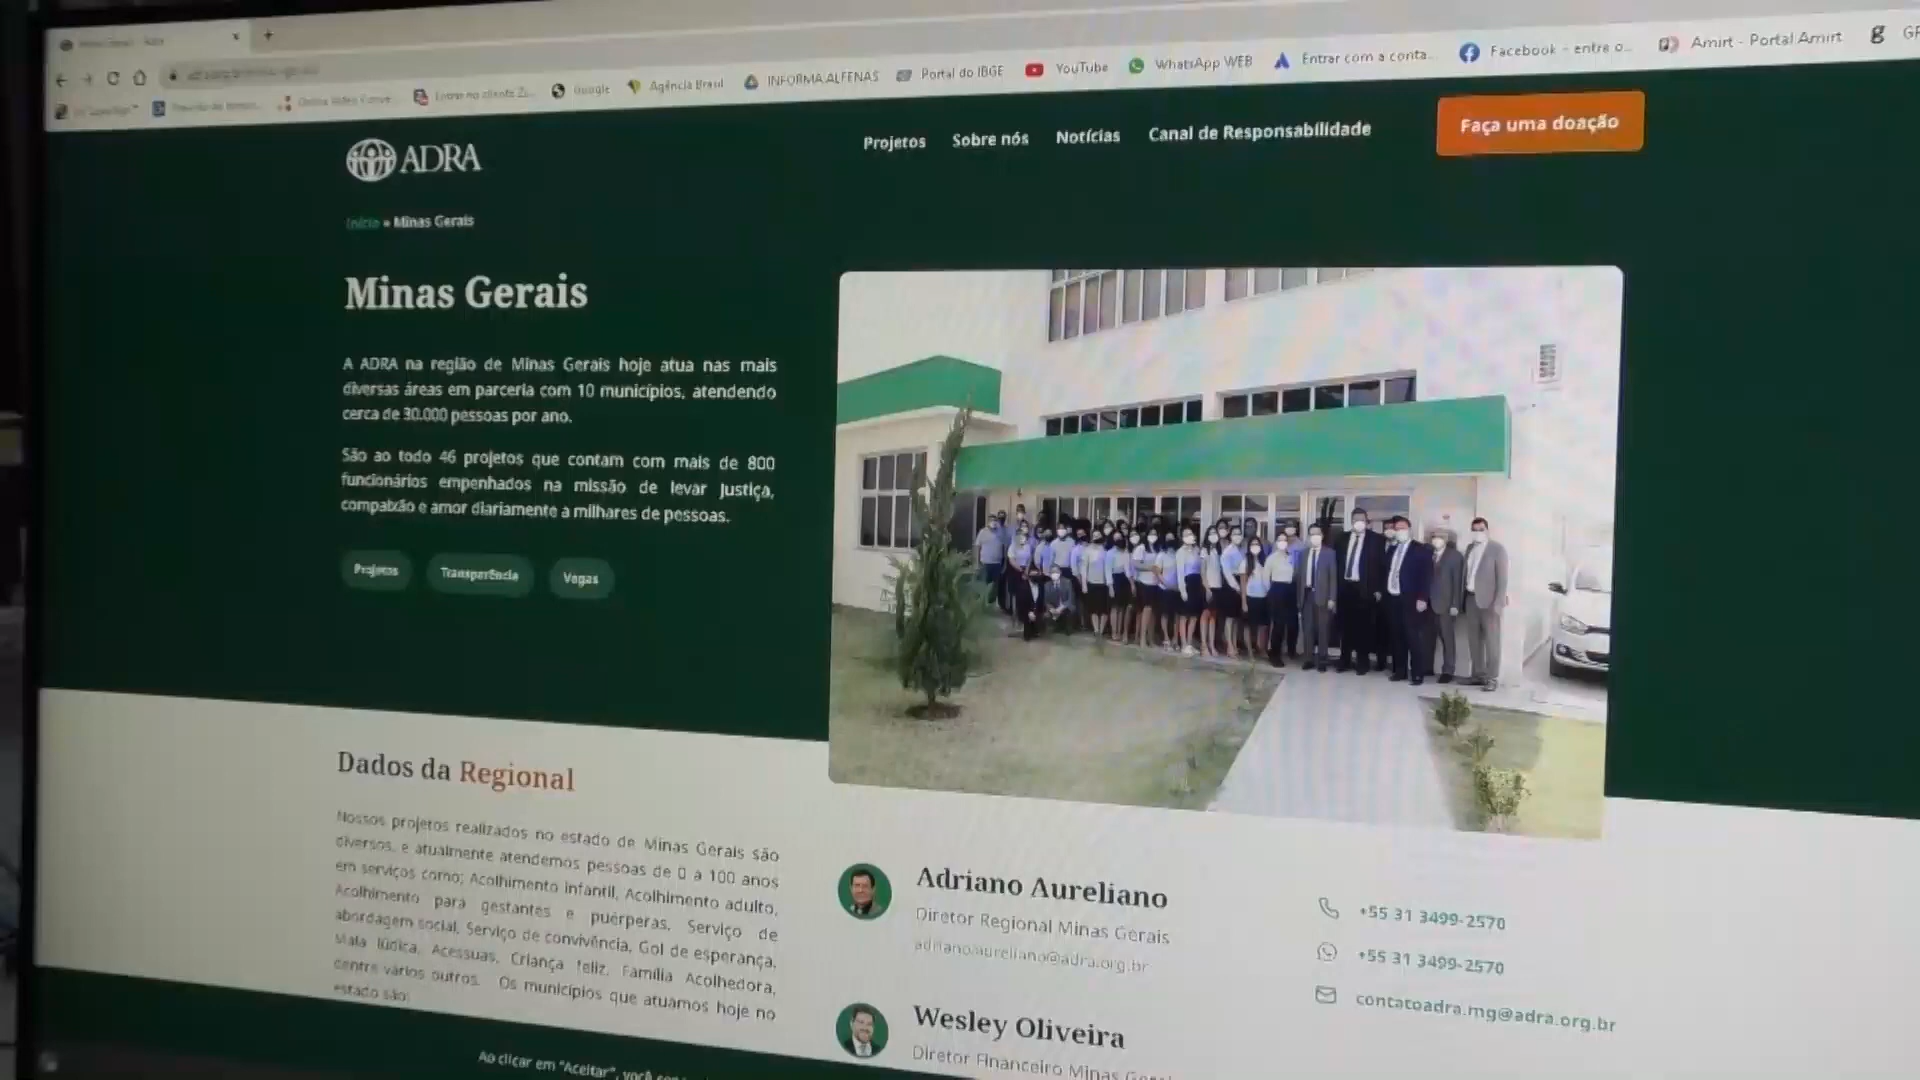 Google
Agência Brasil
INFORMA ALFENAS
Portal do IBGE
YouTube
WhatsApp WEB
Entrar com a conta...
Facebook - entre o...
Amirt - Portal Amirt
ADRA
Projetos
Sobre nós
Notícias
Canal de Responsabilidade
Faça uma doação
Início » Minas Gerais
Minas Gerais
A ADRA na região de Minas Gerais hoje atua nas mais
diversas áreas em parceria com 10 municípios, atendendo
cerca de 30.000 pessoas por ano.
São ao todo 46 projetos que contam com mais de 800
funcionários empenhados na missão de levar Justiça,
compaixão e amor diariamente a milhares de pessoas.
Projetos
Transparência
Vagas
Dados da Regional
Nossos projetos realizados no estado de Minas Gerais são
diversos, e atualmente atendemos pessoas de 0 a 100 anos
em serviços como; Acolhimento infantil, Acolhimento adulto,
Acolhimento para gestantes e puérperas, Serviço de
abordagem social, Serviço de convivência, Gol de esperança,
Mala lúdica, Acessuas, Criança feliz, Família Acolhedora,
dentre vários outros. Os municípios que atuamos hoje no
estado são:
Adriano Aureliano
Diretor Regional Minas Gerais
adriano.aureliano@adra.org.br
Wesley Oliveira
Diretor Financeiro Minas
+55 31 3499-2570
+55 31 3499-2570
contatoadra.mg@adra.org.br
Ao clicar em "Aceitar", você